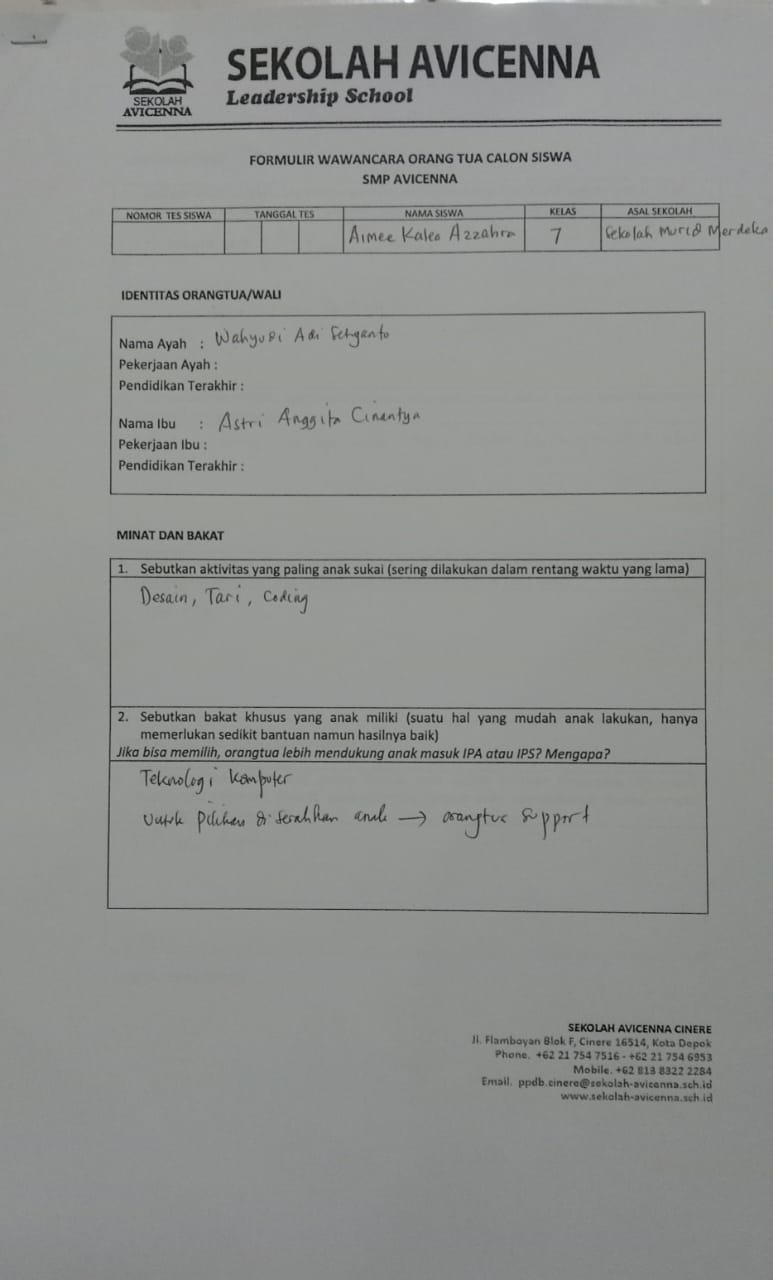 SEKOLAH
AVICENNA
SEKOLAH AVICENNA
Leadership School
FORMULIR WAWANCARA ORANG TUA CALON SISWA
SMP AVICENNA
NOMOR TES SISWA TANGGAL TES NAMA SISWA KELAS ASAL SEKOLAH
Aimee Kaleo Azzahra 7 Sekolah Murid Merdeka
IDENTITAS ORANGTUA/WALI
Nama Ayah : Wahyudi Adi Setyanto
Pekerjaan Ayah :
Pendidikan Terakhir :
Nama Ibu : Astri Anggita Cinantya
Pekerjaan Ibu :
Pendidikan Terakhir :
MINAT DAN BAKAT
1. Sebutkan aktivitas yang paling anak sukai (sering dilakukan dalam rentang waktu yang lama)
Desain, Tari, Coding
2. Sebutkan bakat khusus yang anak miliki (suatu hal yang mudah anak lakukan, hanya
memerlukan sedikit bantuan namun hasilnya baik)
Jika bisa memilih, orangtua lebih mendukung anak masuk IPA atau IPS? Mengapa?
Teknologi Komputer
Untuk pilihan diserahkan anak → orangtua support
SEKOLAH AVICENNA CINERE
Jl. Flamboyan Blok F, Cinere 16514, Kota Depok
Phone. +62 21 754 7516 - +62 21 754 6953
Mobile. +62 813 8322 2284
Email. ppdb.cinere@sekolah-avicenna.sch.id
www.sekolah-avicenna.sch.id